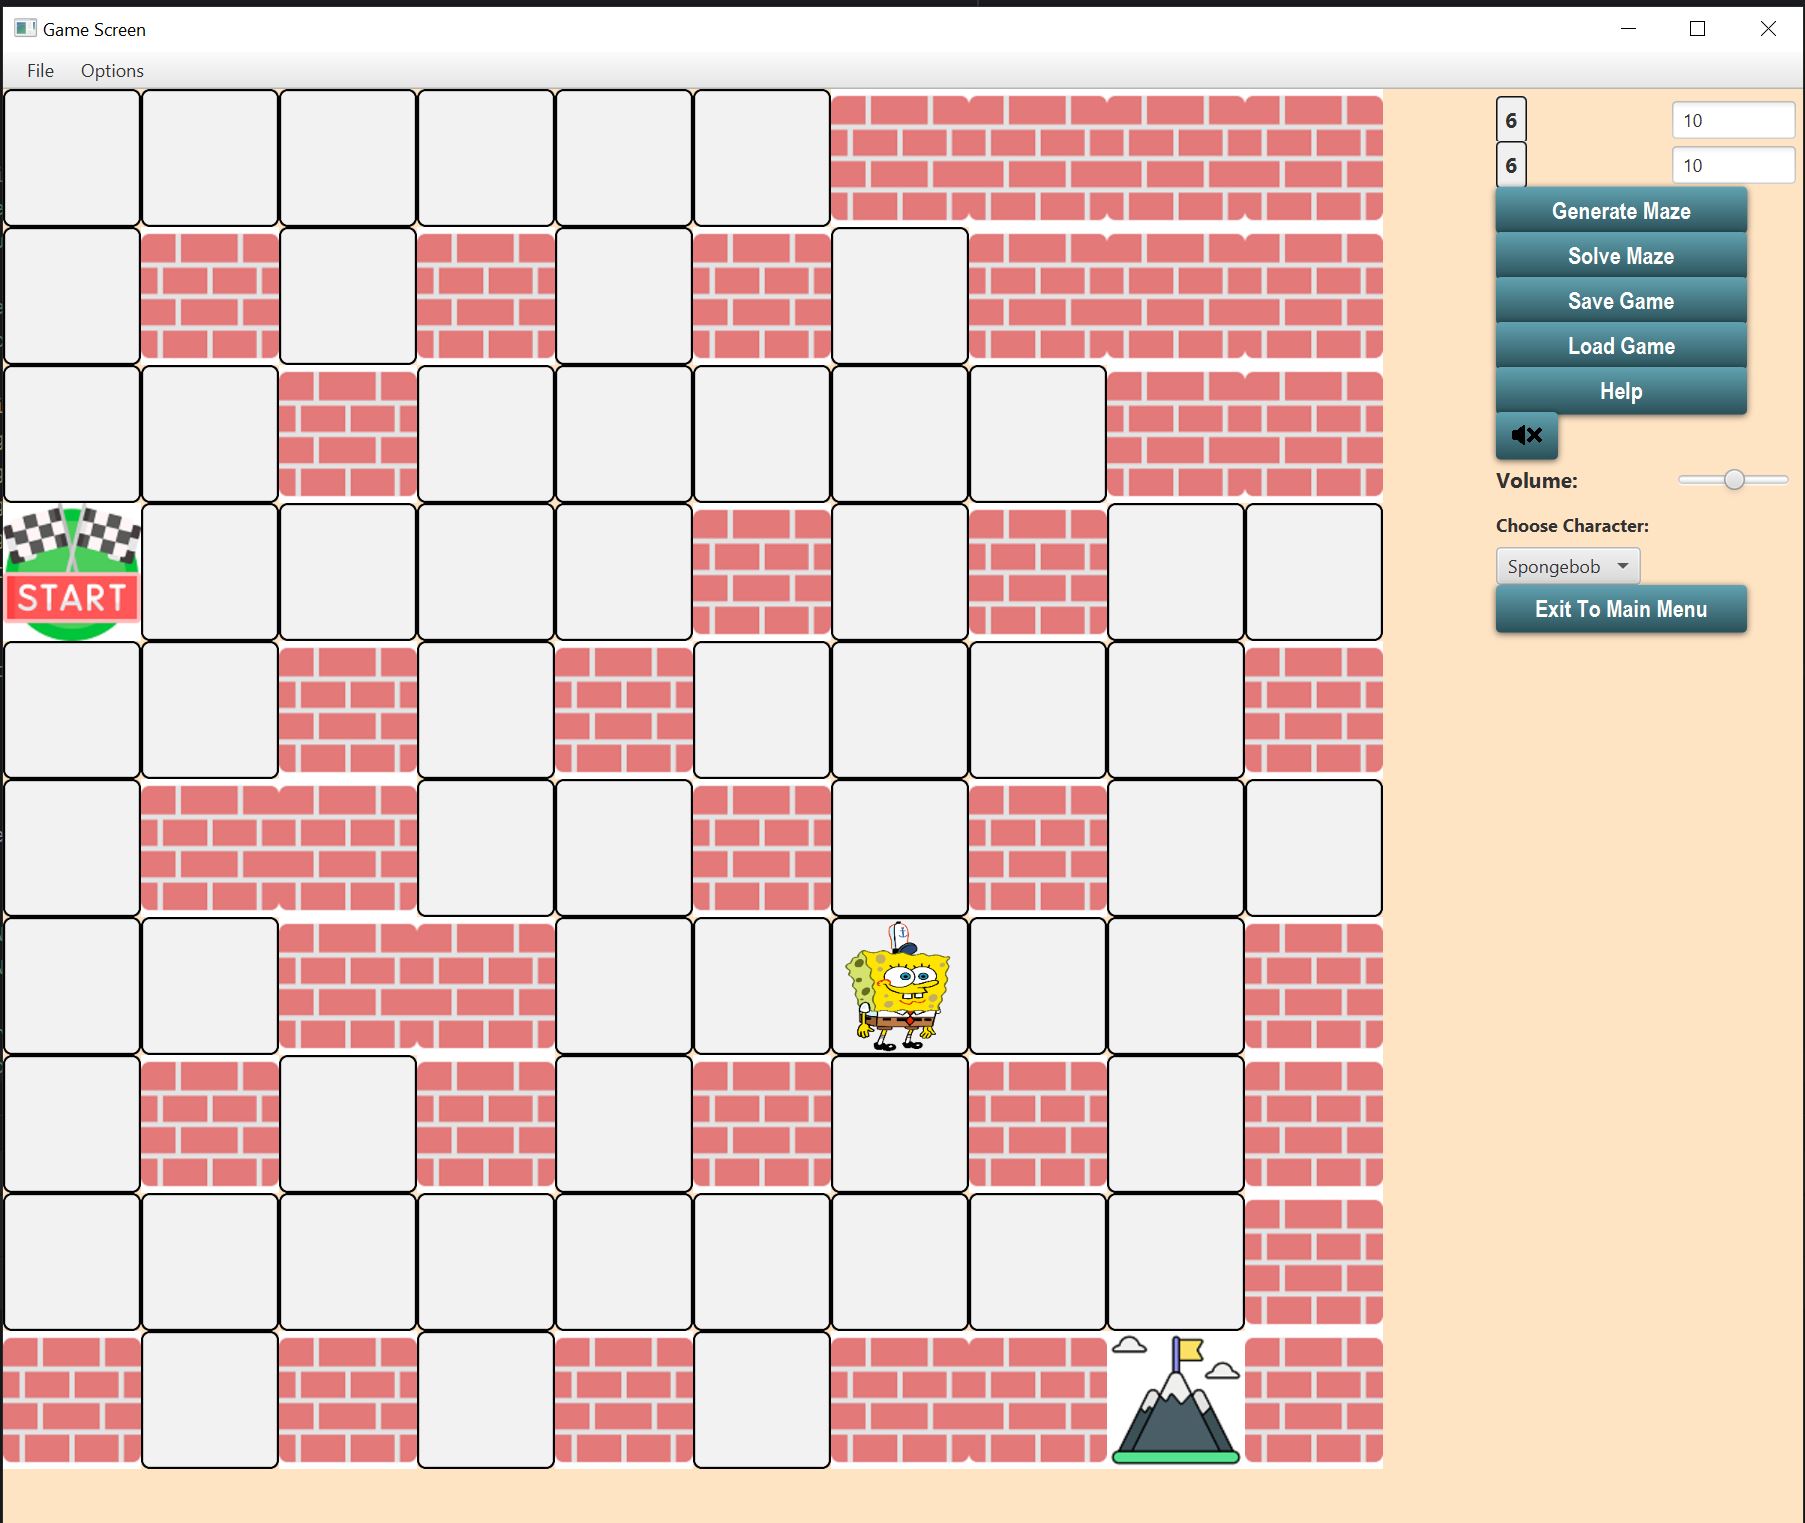 Game Screen
File Options
6 10
6 10
Generate Maze
Solve Maze
Save Game
Load Game
Help
Volume:
Choose Character:
Spongebob
Exit To Main Menu
START